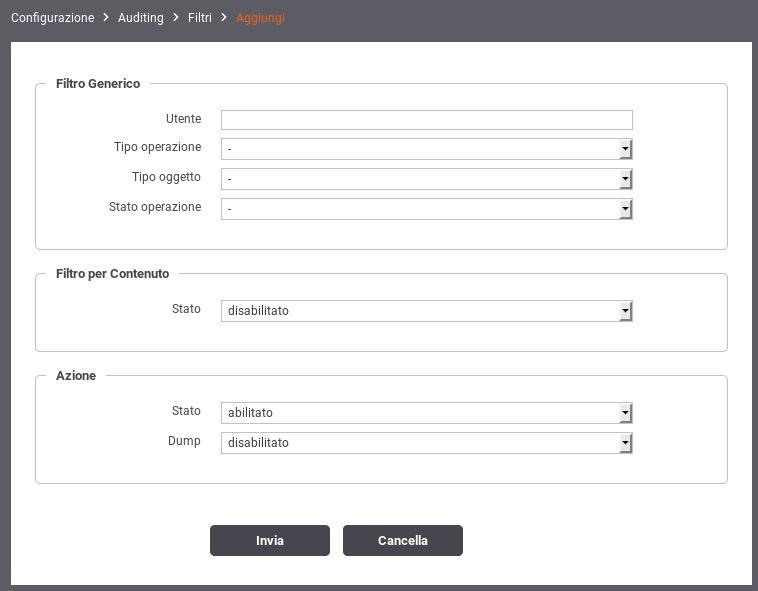 Configurazione > Auditing > Filtri > Aggiungi
Filtro Generico
Utente
Tipo operazione -
Tipo oggetto -
Stato operazione -
Filtro per Contenuto
Stato disabilitato
Azione
Stato abilitato
Dump disabilitato
Invia Cancella